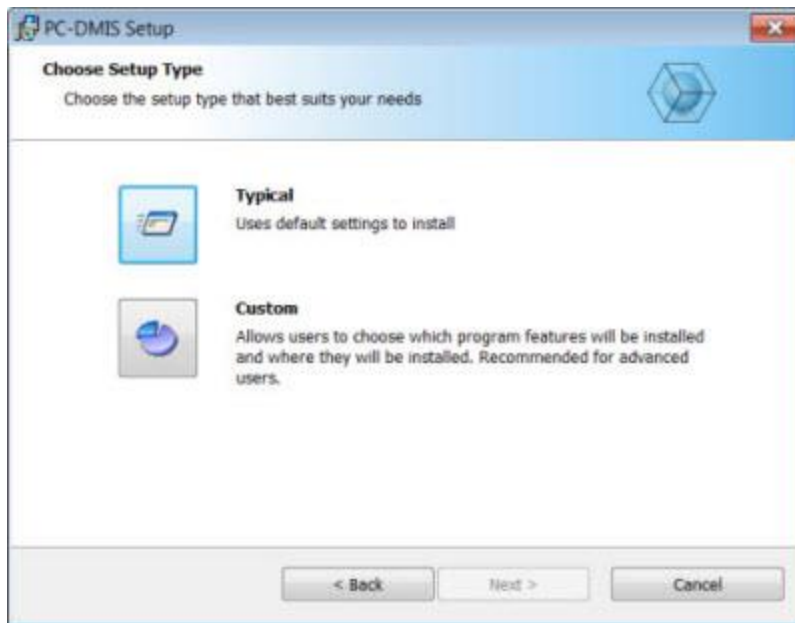 PC-DMIS Setup
Choose Setup Type
Choose the setup type that best suits your needs
Typical
Uses default settings to install
Custom
Allows users to choose which program features will be installed
and where they will be installed. Recommended for advanced
users.
< Back
Next >
Cancel